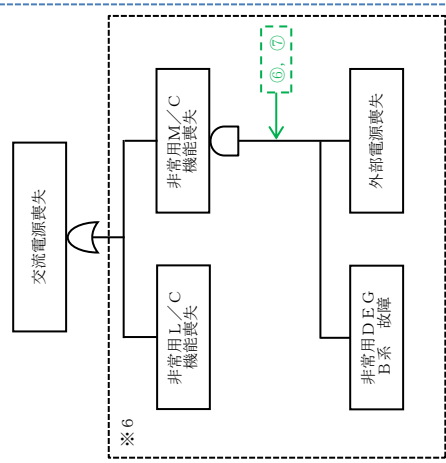 交流電源喪失
※6
非常用L／C
機能喪失
非常用M／C
機能喪失
⑥，⑦
非常用DEG
B系 故障
外部電源喪失